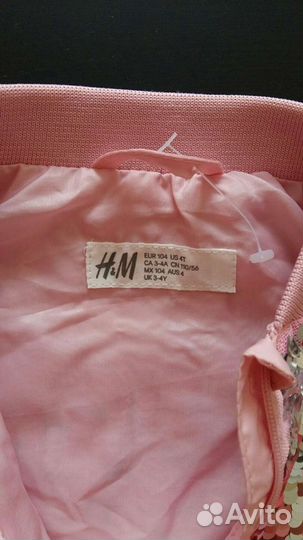 H&M
EUR 104 US 4T
CA 3-4A CN 110/56
MX 104 AUS 4
UK 3-4Y
Avito